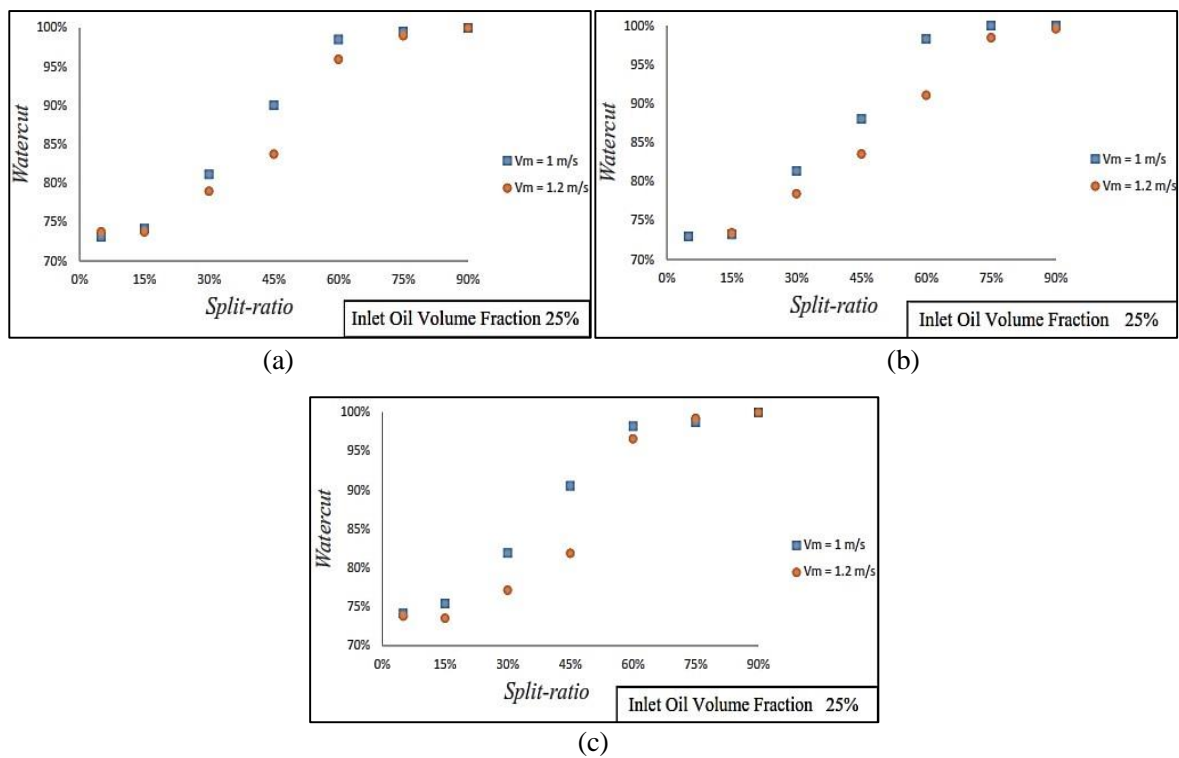 100%
95%
90%
85%
80%
75%
70%
Watercut
0%
15%
30%
45%
60%
75%
90%
Split-ratio
Vm = 1 m/s
Vm = 1.2 m/s
Inlet Oil Volume Fraction 25%
(a)
100%
95%
90%
85%
80%
75%
70%
Watercut
0%
15%
30%
45%
60%
75%
90%
Split-ratio
Vm = 1 m/s
Vm = 1.2 m/s
Inlet Oil Volume Fraction 25%
(b)
100%
95%
90%
85%
80%
75%
70%
Watercut
0%
15%
30%
45%
60%
75%
90%
Split-ratio
Vm = 1 m/s
Vm = 1.2 m/s
Inlet Oil Volume Fraction 25%
(c)